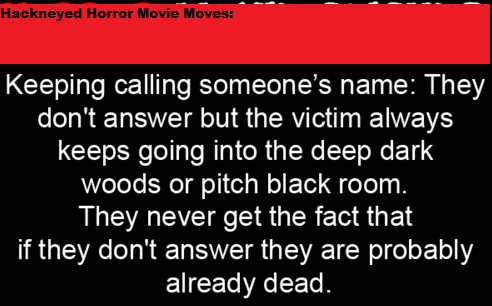 Hackneyed Horror Movie Moves:
Keeping calling someone’s name: They
don't answer but the victim always
keeps going into the deep dark
woods or pitch black room.
They never get the fact that
if they don't answer they are probably
already dead.